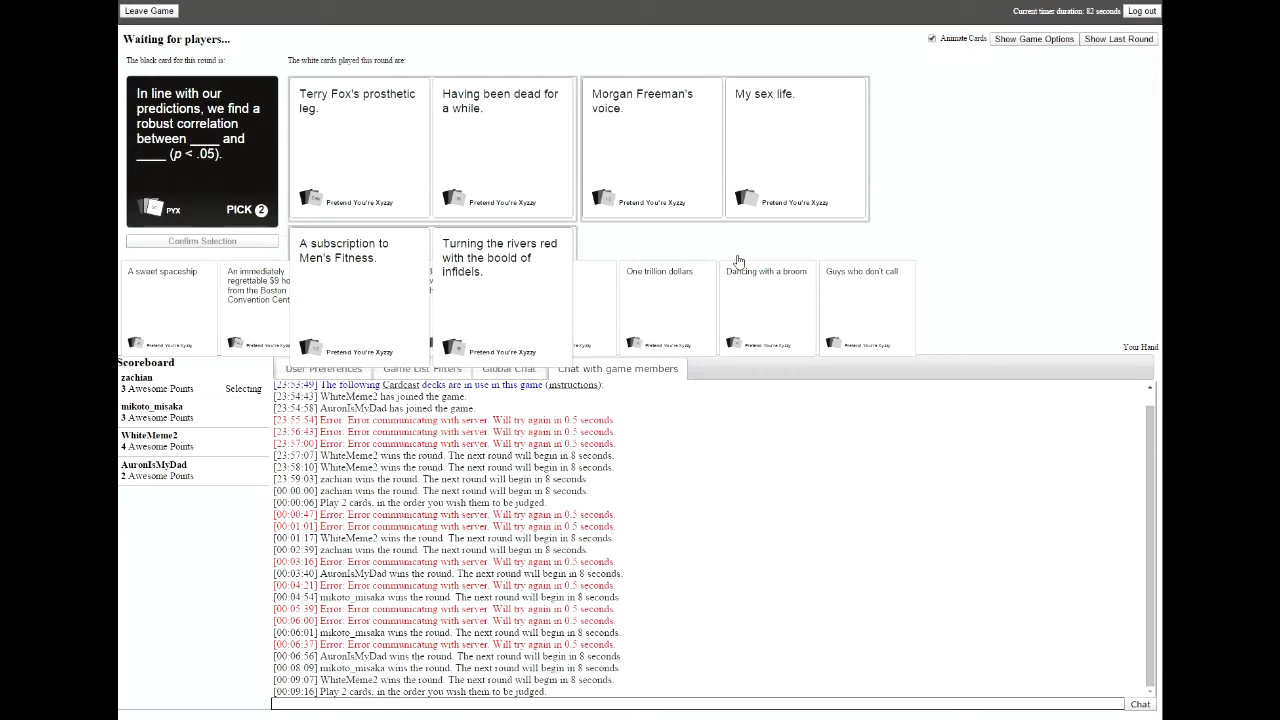 Leave Game
Current timer duration: 82 seconds
Log out
Waiting for players...
Animate Cards
Show Game Options
Show Last Round
The black card for this round is:
The white cards played this round are:
In line with our
predictions, we find a
robust correlation
between ____ and
____ (p < .05).
PYX
PICK 2
Terry Fox's prosthetic
leg.
Pretend You're Xyzzy
Having been dead for
a while.
Pretend You're Xyzzy
Morgan Freeman's
voice.
Pretend You're Xyzzy
My sex life.
Pretend You're Xyzzy
A subscription to
Men's Fitness.
Pretend You're Xyzzy
Turning the rivers red
with the boold of
infidels.
Pretend You're Xyzzy
Confirm Selection
A sweet spaceship
Pretend You're Xyzzy
An immediately
regrettable $9 ho
from the Boston
Convention Cent
Pretend You're Xyzzy
One trillion dollars.
Pretend You're Xyzzy
Dancing with a broom
Pretend You're Xyzzy
Guys who don't call
Pretend You're Xyzzy
Your Hand
Scoreboard
zachian
3 Awesome Points
Selecting
mikoto_misaka
3 Awesome Points
WhiteMeme2
4 Awesome Points
AuronIsMyDad
2 Awesome Points
User Preferences
Game List Filters
Global Chat
Chat with game members
[23:53:49] The following Cardcast decks are in use in this game (instructions):
[23:54:43] WhiteMeme2 has joined the game.
[23:54:58] AuronIsMyDad has joined the game.
[23:55:54] Error: Error communicating with server. Will try again in 0.5 seconds.
[23:56:43] Error: Error communicating with server. Will try again in 0.5 seconds.
[23:57:00] Error: Error communicating with server. Will try again in 0.5 seconds.
[23:57:07] WhiteMeme2 wins the round. The next round will begin in 8 seconds.
[23:58:10] WhiteMeme2 wins the round. The next round will begin in 8 seconds.
[23:59:03] zachian wins the round. The next round will begin in 8 seconds.
[00:00:00] zachian wins the round. The next round will begin in 8 seconds.
[00:00:06] Play 2 cards, in the order you wish them to be judged.
[00:00:47] Error: Error communicating with server. Will try again in 0.5 seconds.
[00:01:01] Error: Error communicating with server. Will try again in 0.5 seconds.
[00:01:17] WhiteMeme2 wins the round. The next round will begin in 8 seconds.
[00:02:39] zachian wins the round. The next round will begin in 8 seconds.
[00:03:16] Error: Error communicating with server. Will try again in 0.5 seconds.
[00:03:40] AuronIsMyDad wins the round. The next round will begin in 8 seconds.
[00:04:21] Error: Error communicating with server. Will try again in 0.5 seconds.
[00:04:54] mikoto_misaka wins the round. The next round will begin in 8 seconds.
[00:05:39] Error: Error communicating with server. Will try again in 0.5 seconds.
[00:06:00] Error: Error communicating with server. Will try again in 0.5 seconds.
[00:06:01] mikoto_misaka wins the round. The next round will begin in 8 seconds.
[00:06:37] Error: Error communicating with server. Will try again in 0.5 seconds.
[00:06:56] AuronIsMyDad wins the round. The next round will begin in 8 seconds.
[00:08:09] mikoto_misaka wins the round. The next round will begin in 8 seconds.
[00:09:07] WhiteMeme2 wins the round. The next round will begin in 8 seconds.
[00:09:16] Play 2 cards, in the order you wish them to be judged.
Chat